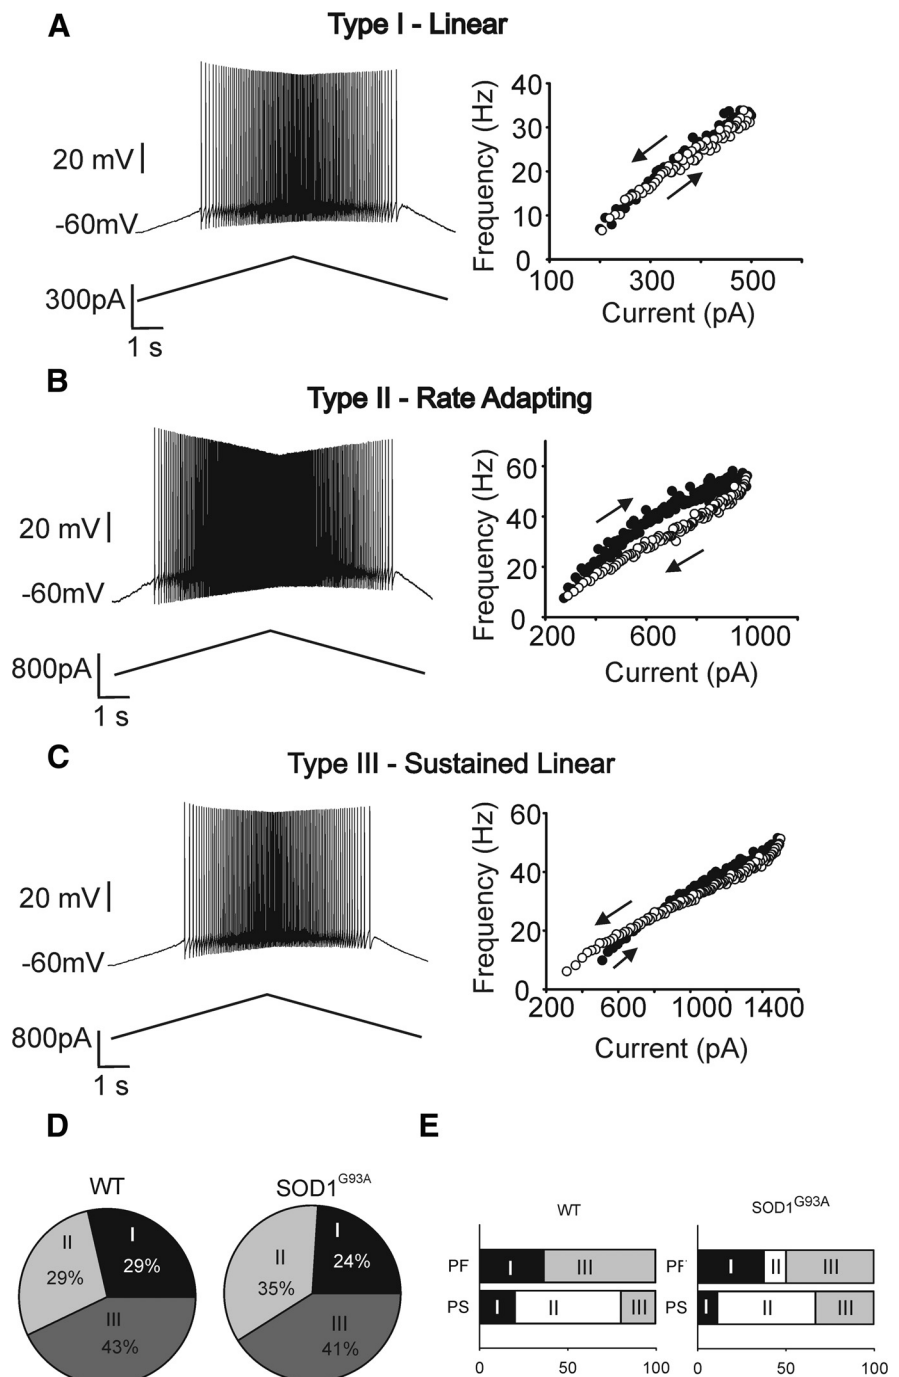 A
Type I - Linear
20 mV
-60mV
300pA
1 s
Frequency (Hz)
40
30
20
10
0
100 300 500
Current (pA)
B
Type II - Rate Adapting
20 mV
-60mV
800pA
1 s
Frequency (Hz)
60
40
20
0
200 600 1000
Current (pA)
C
Type III - Sustained Linear
20 mV
-60mV
800pA
1 s
Frequency (Hz)
60
40
20
0
200 600 1000 1400
Current (pA)
D
WT
I
29%
II
29%
III
43%
SOD1G93A
I
24%
II
35%
III
41%
E
WT
PF I III
PS I II III
0 50 100
SOD1G93A
PF I II III
PS I II III
0 50 100